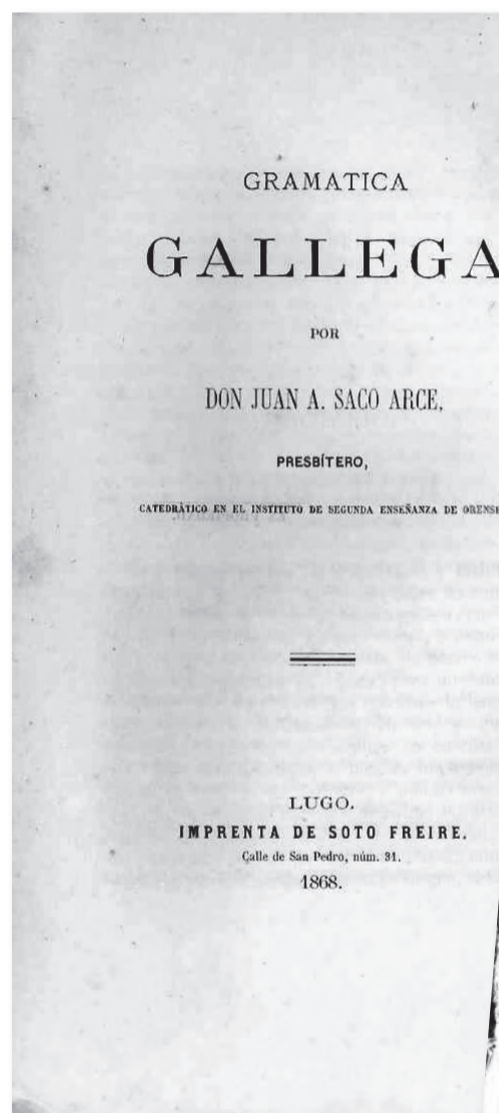 GRAMATICA
GALLEGA
POR
DON JUAN A. SACO ARCE,
PRESBÍTERO,
CATEDRÁTICO EN EL INSTITUTO DE SEGUNDA ENSEÑANZA DE ORENSE
LUGO.
IMPRENTA DE SOTO FREIRE.
Calle de San Pedro, núm. 31.
1868.